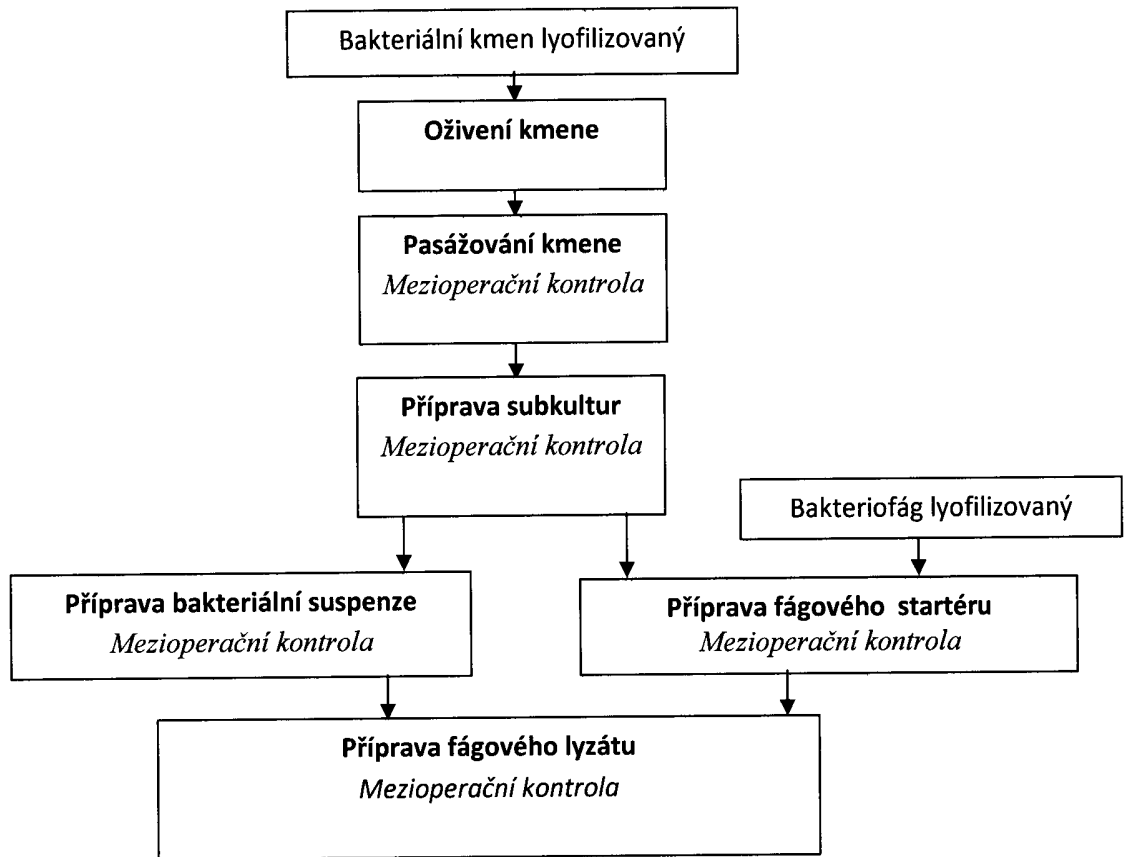 Bakteriální kmen lyofilizovaný
Oživení kmene
Pasážování kmene
Mezioperační kontrola
Příprava subkultur
Mezioperační kontrola
Bakteriofág lyofilizovaný
Příprava bakteriální suspenze
Mezioperační kontrola
Příprava fágového startéru
Mezioperační kontrola
Příprava fágového lyzátu
Mezioperační kontrola